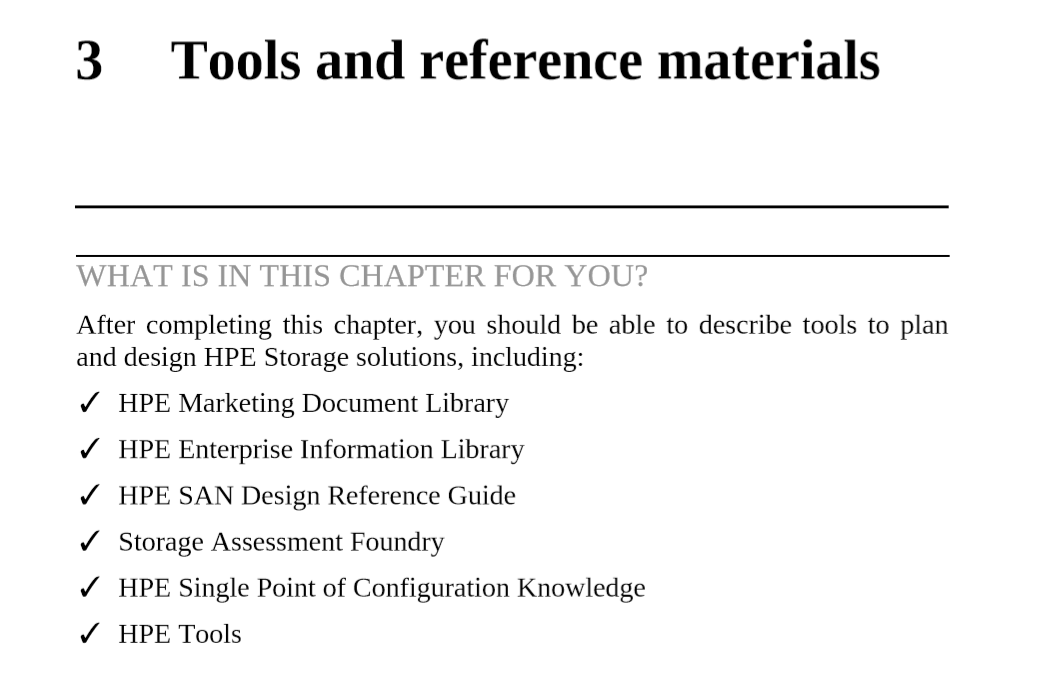 3 Tools and reference materials
WHAT IS IN THIS CHAPTER FOR YOU?
After completing this chapter, you should be able to describe tools to plan
and design HPE Storage solutions, including:
✓ HPE Marketing Document Library
✓ HPE Enterprise Information Library
✓ HPE SAN Design Reference Guide
✓ Storage Assessment Foundry
✓ HPE Single Point of Configuration Knowledge
✓ HPE Tools